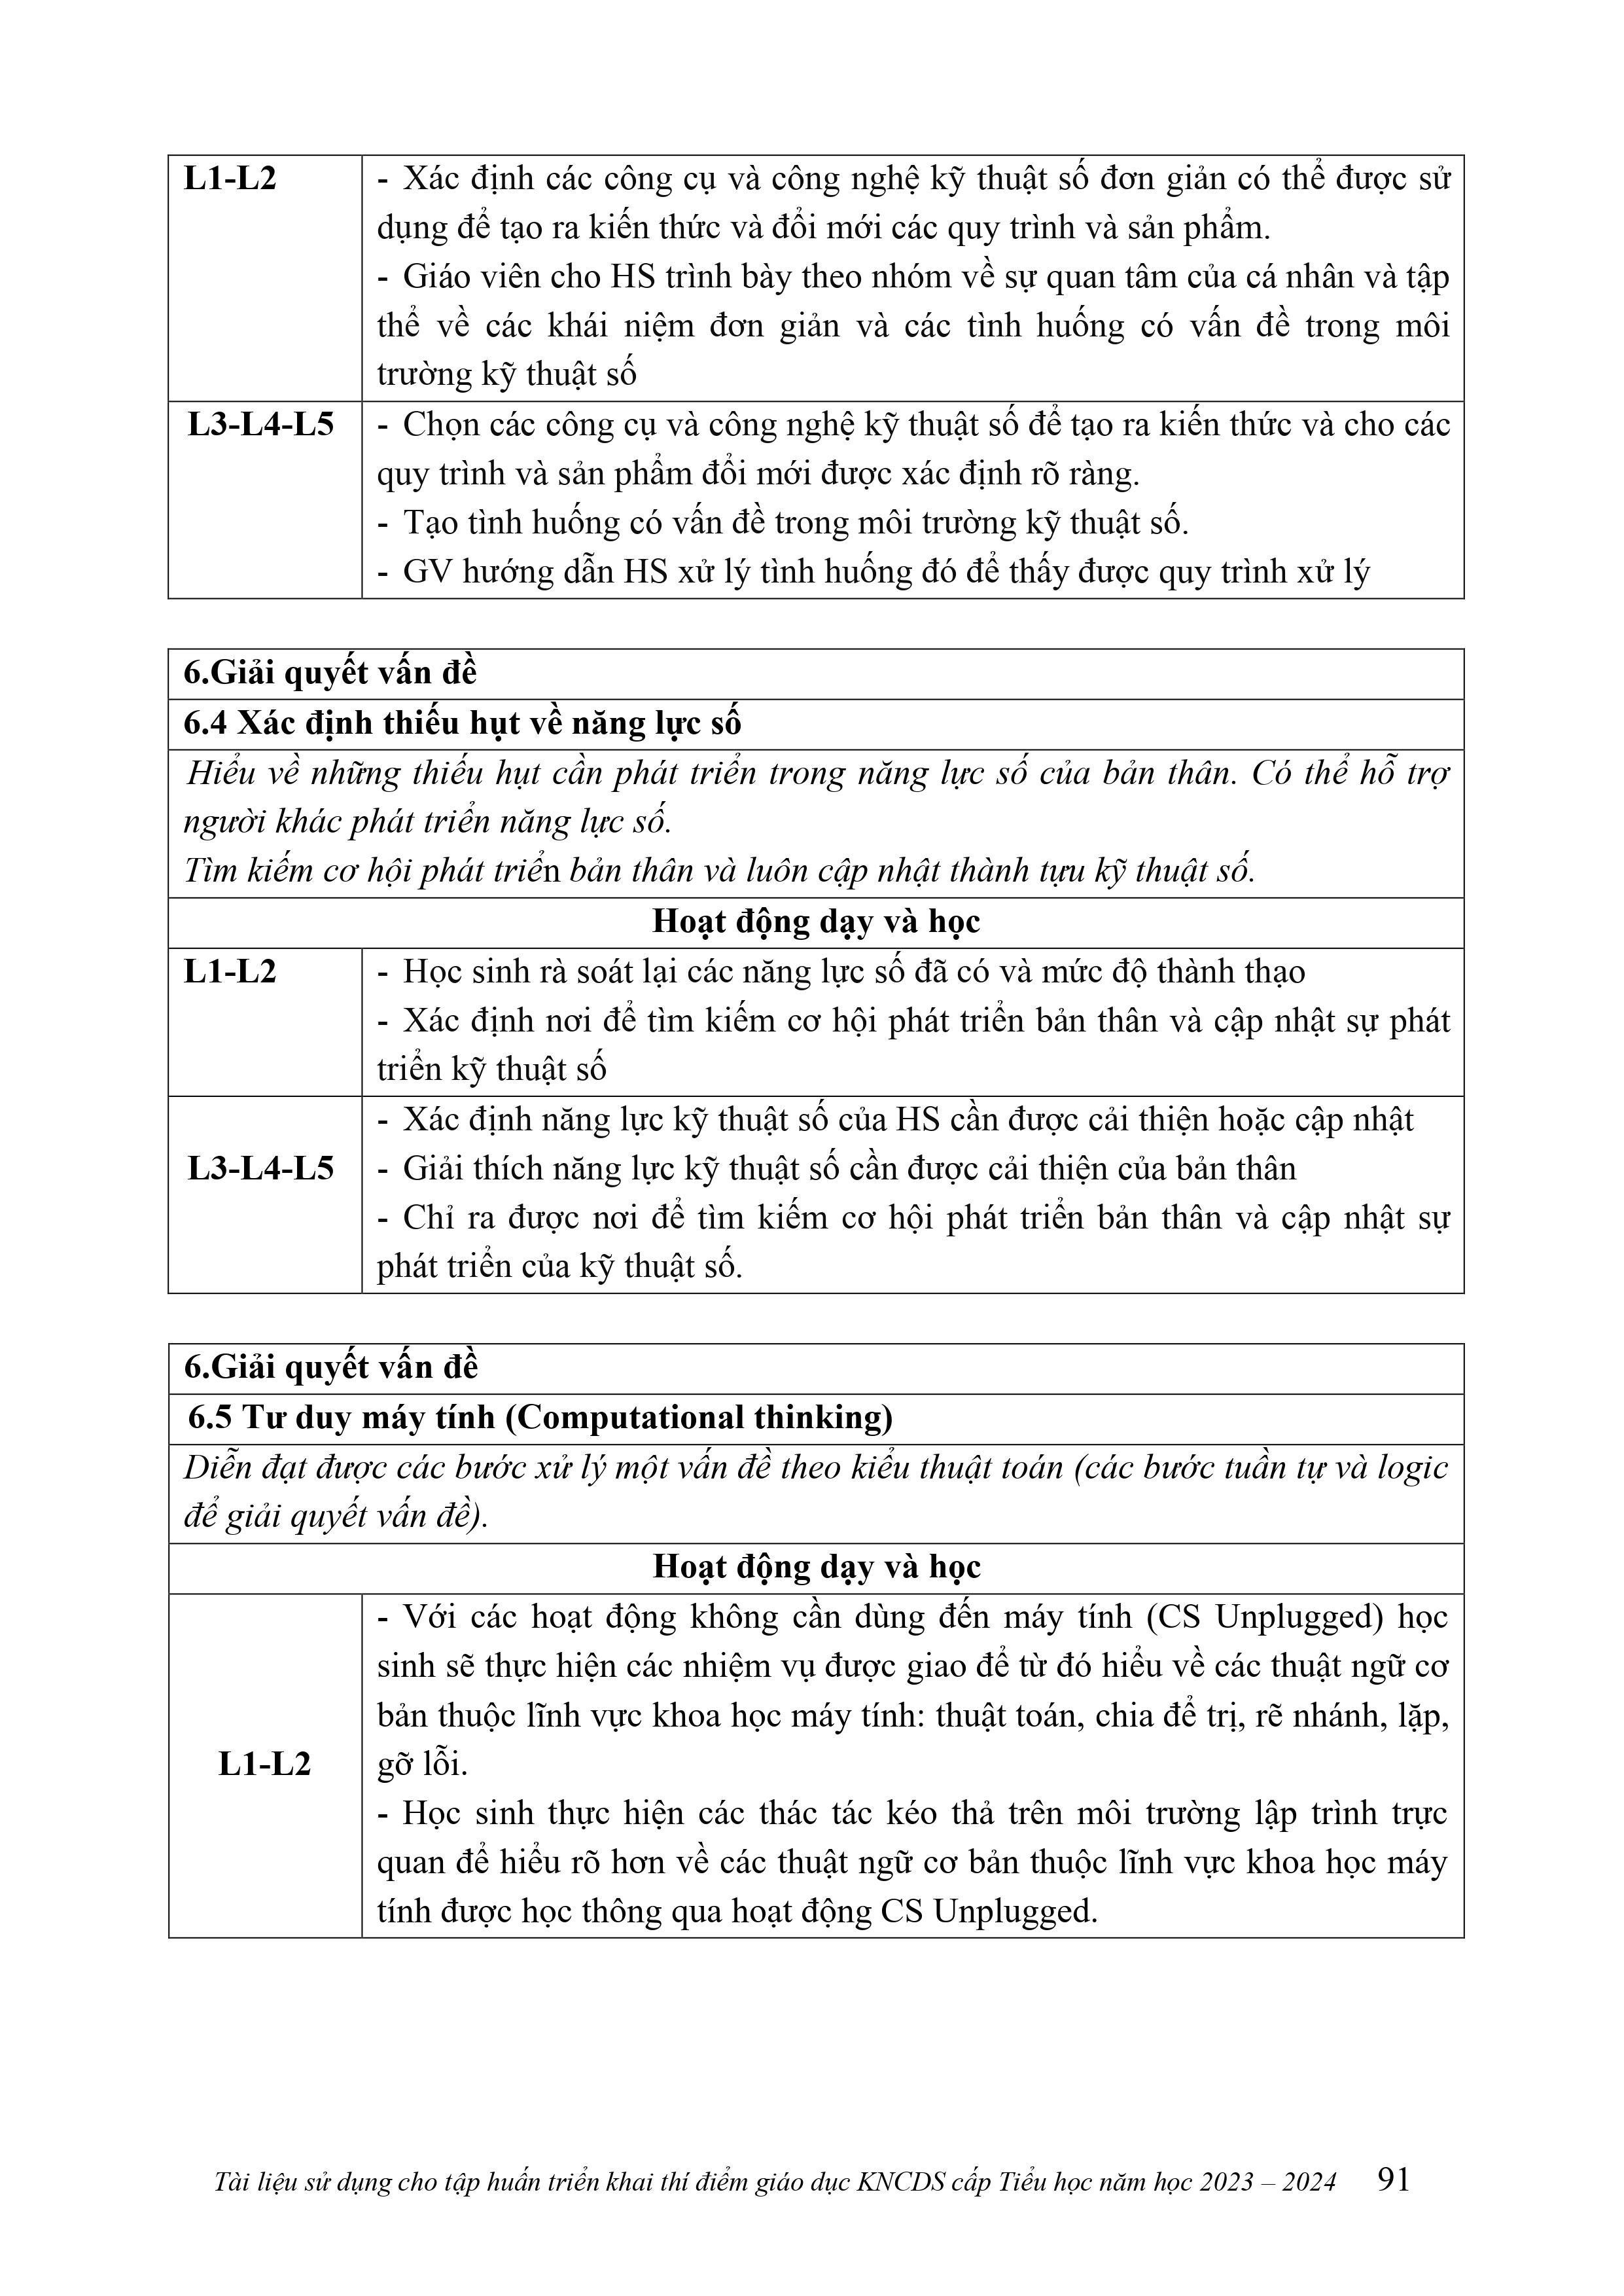 L1-L2
- Xác định các công cụ và công nghệ kỹ thuật số đơn giản có thể được sử
dụng để tạo ra kiến thức và đổi mới các quy trình và sản phẩm.
- Giáo viên cho HS trình bày theo nhóm về sự quan tâm của cá nhân và tập
thể về các khái niệm đơn giản và các tình huống có vấn đề trong môi
trường kỹ thuật số
L3-L4-L5
- Chọn các công cụ và công nghệ kỹ thuật số để tạo ra kiến thức và cho các
quy trình và sản phẩm đổi mới được xác định rõ ràng.
- Tạo tình huống có vấn đề trong môi trường kỹ thuật số.
- GV hướng dẫn HS xử lý tình huống đó để thấy được quy trình xử lý
6.Giải quyết vấn đề
6.4 Xác định thiếu hụt về năng lực số
Hiểu về những thiếu hụt cần phát triển trong năng lực số của bản thân. Có thể hỗ trợ
người khác phát triển năng lực số.
Tìm kiếm cơ hội phát triển bản thân và luôn cập nhật thành tựu kỹ thuật số.
Hoạt động dạy và học
L1-L2
- Học sinh rà soát lại các năng lực số đã có và mức độ thành thạo
- Xác định nơi để tìm kiếm cơ hội phát triển bản thân và cập nhật sự phát
triển kỹ thuật số
L3-L4-L5
- Xác định năng lực kỹ thuật số của HS cần được cải thiện hoặc cập nhật
- Giải thích năng lực kỹ thuật số cần được cải thiện của bản thân
- Chỉ ra được nơi để tìm kiếm cơ hội phát triển bản thân và cập nhật sự
phát triển của kỹ thuật số.
6.Giải quyết vấn đề
6.5 Tư duy máy tính (Computational thinking)
Diễn đạt được các bước xử lý một vấn đề theo kiểu thuật toán (các bước tuần tự và logic
để giải quyết vấn đề).
Hoạt động dạy và học
L1-L2
- Với các hoạt động không cần dùng đến máy tính (CS Unplugged) học
sinh sẽ thực hiện các nhiệm vụ được giao để từ đó hiểu về các thuật ngữ cơ
bản thuộc lĩnh vực khoa học máy tính: thuật toán, chia để trị, rẽ nhánh, lặp,
gỡ lỗi.
- Học sinh thực hiện các thác tác kéo thả trên môi trường lập trình trực
quan để hiểu rõ hơn về các thuật ngữ cơ bản thuộc lĩnh vực khoa học máy
tính được học thông qua hoạt động CS Unplugged.
Tài liệu sử dụng cho tập huấn triển khai thí điểm giáo dục KNCDS cấp Tiểu học năm học 2023 – 2024 91